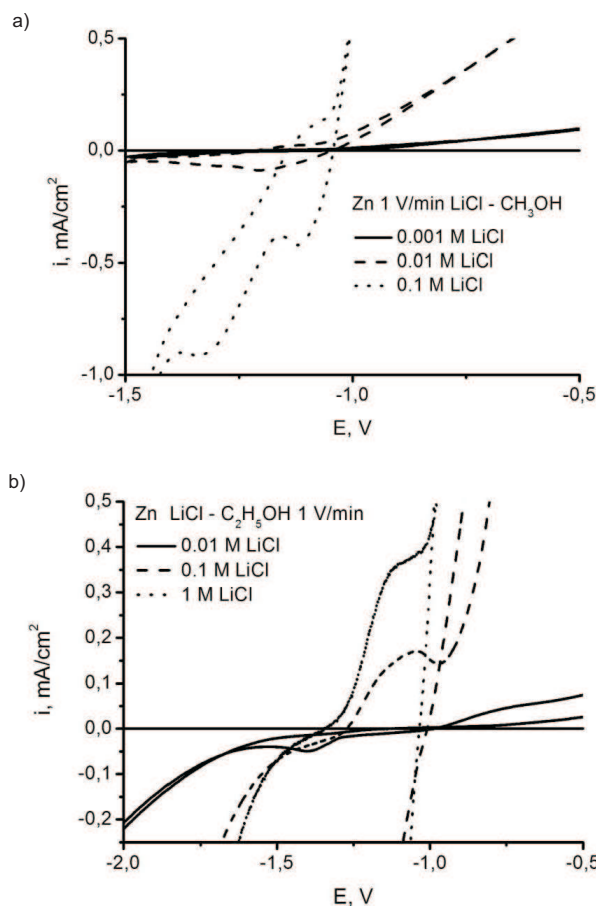 a)
0,5
0,0
-0,5
-1,0
i, mA/cm²
Zn 1 V/min LiCl - CH₃OH
0.001 M LiCl
0.01 M LiCl
0.1 M LiCl
-1,5 -1,0 -0,5
E, V
b)
0,5
0,4
0,3
0,2
0,1
0,0
-0,1
-0,2
i, mA/cm²
Zn LiCl - C₂H₅OH 1 V/min
0.01 M LiCl
0.1 M LiCl
1 M LiCl
-2,0 -1,5 -1,0 -0,5
E, V